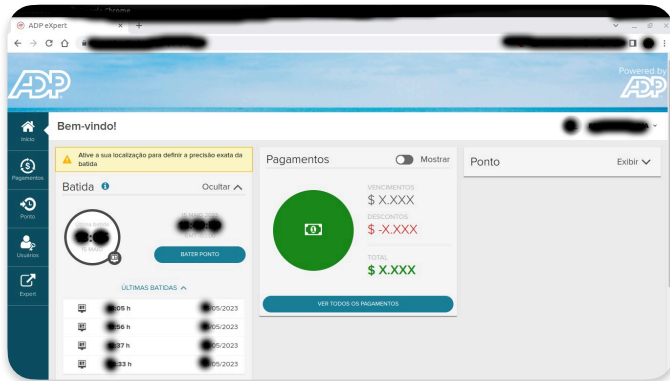 ADP eXpert
ADP
Powered by
ADP
Início
Pagamentos
Ponto
Usuários
Expert
Bem-vindo!
Ative a sua localização para definir a precisão exata da
batida
Batida
Ocultar
15 MAIO
BATER PONTO
ÚLTIMAS BATIDAS
:05 h
/05/2023
:56 h
/05/2023
:37 h
/05/2023
:33 h
/05/2023
Pagamentos
Mostrar
VENCIMENTOS
$ X.XXX
DESCONTOS
$ -X.XXX
TOTAL
$ X.XXX
VER TODOS OS PAGAMENTOS
Ponto
Exibir